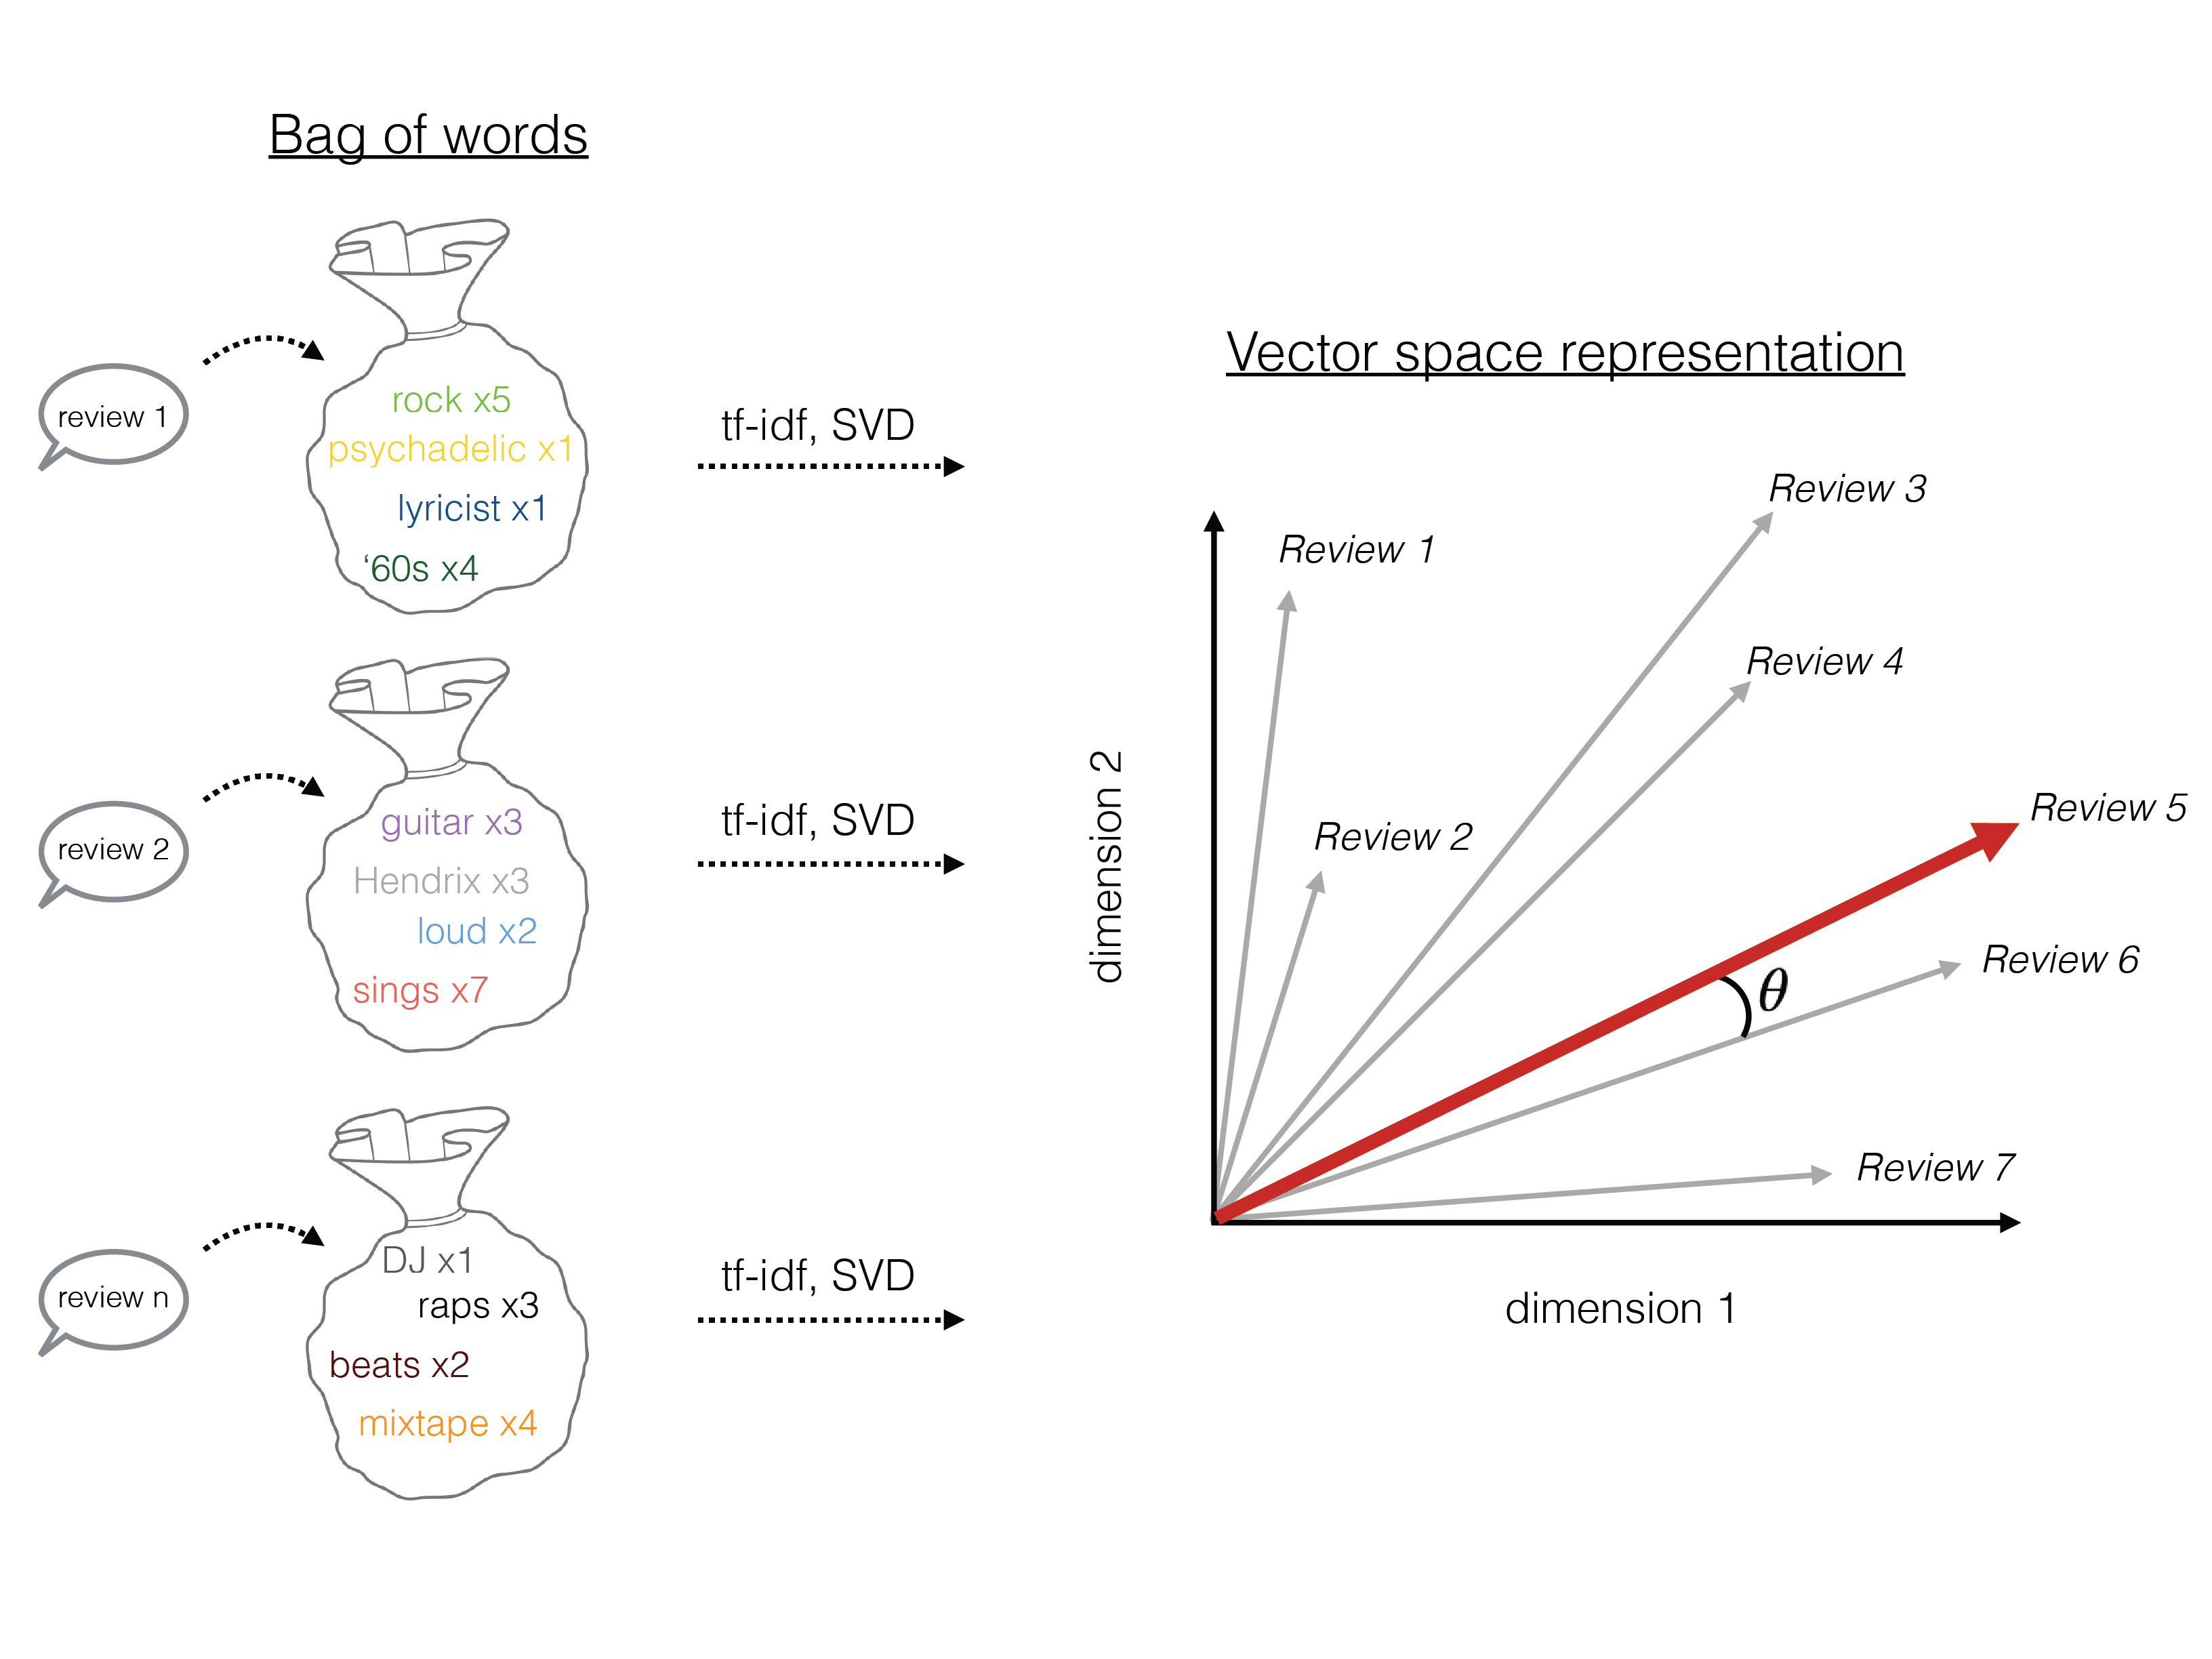 Bag of words
review 1
rock x5
psychadelic x1
lyricist x1
‘60s x4
tf-idf, SVD
review 2
guitar x3
Hendrix x3
loud x2
sings x7
tf-idf, SVD
review n
DJ x1
raps x3
beats x2
mixtape x4
tf-idf, SVD
Vector space representation
Review 1
Review 2
Review 3
Review 4
Review 5
Review 6
Review 7
θ
dimension 2
dimension 1